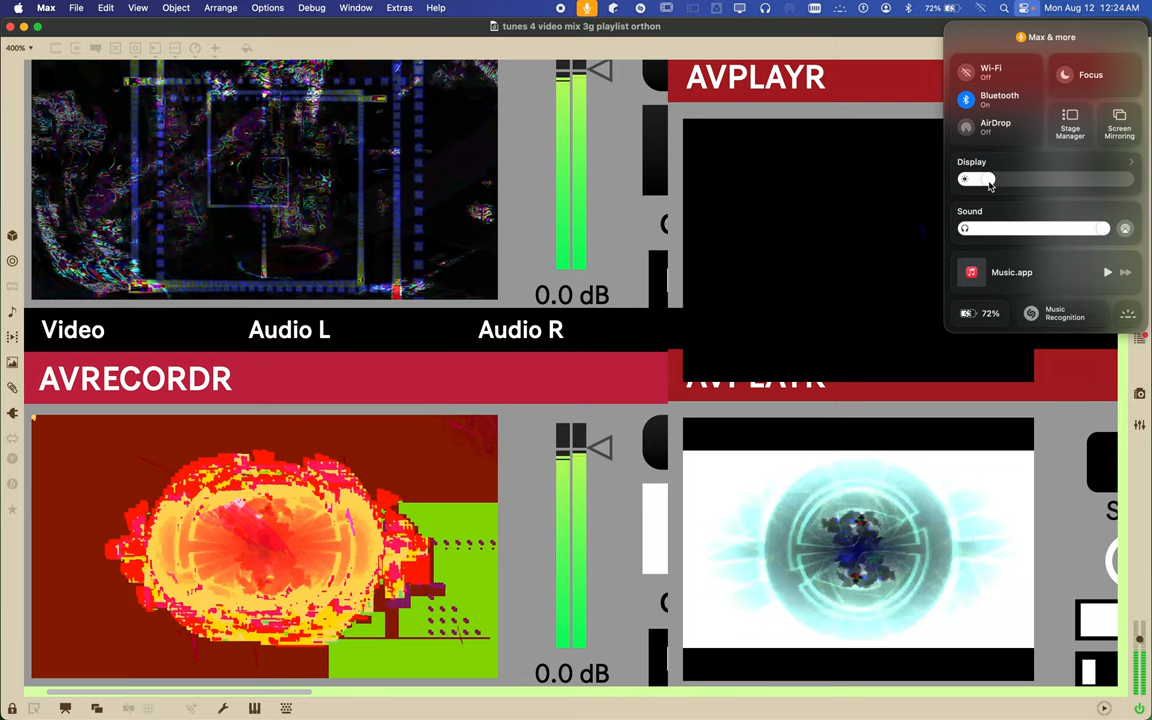 Max File Edit View Object Arrange Options Debug Window Extras Help 72% Mon Aug 12 12:24 AM
tunes 4 video mix 3g playlist orthon
400%
Max & more
Wi-Fi
Off
Focus
Bluetooth
On
AirDrop
Off
Stage
Manager
Screen
Mirroring
Display
Sound
Music.app
72%
Music
Recognition
AVPLAYR
0.0 dB
Video Audio L Audio R
AVRECORDR
AVPLAYR
0.0 dB